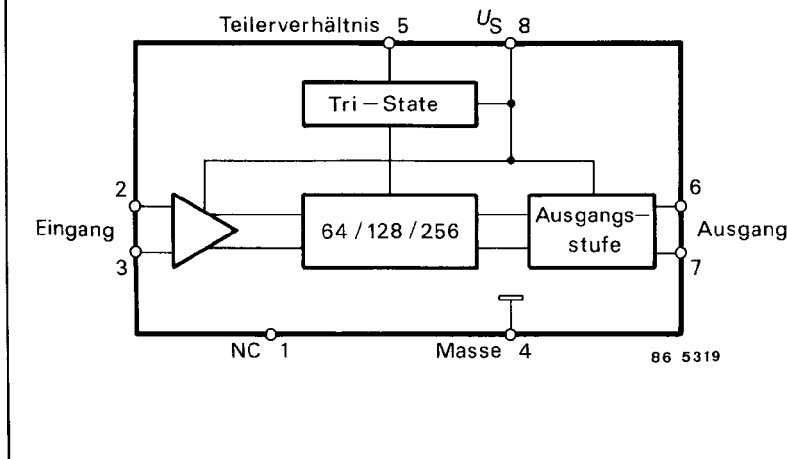 Teilerverhältnis 5
US 8
Tri–State
2
6
Eingang
64/128/256
Ausgangs–
stufe
Ausgang
3
7
NC 1
Masse 4
86 5319